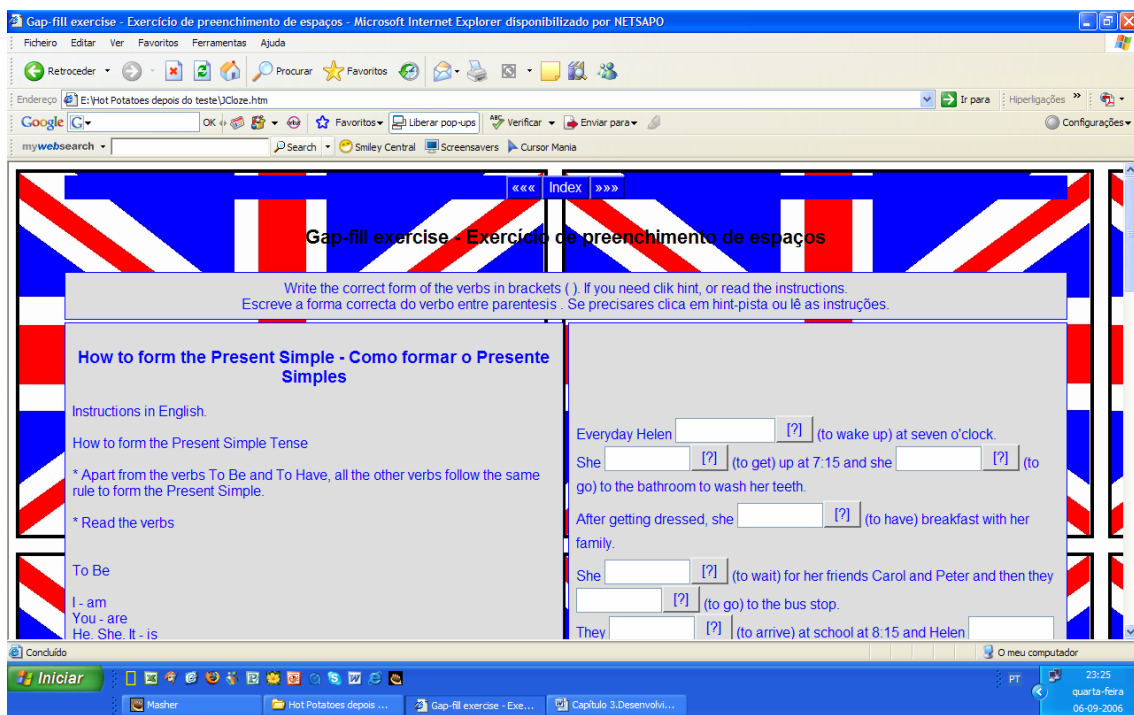 Gap-fill exercise - Exercício de preenchimento de espaços - Microsoft Internet Explorer disponibilizado por NETSAPO
Ficheiro Editar Ver Favoritos Ferramentas Ajuda
Retroceder Procurar Favoritos
Endereço E:\Hot Potatoes depois do teste\JCloze.htm Ir para Hiperligações »
Google G OK Favoritos Liberar pop-ups ABC Verificar Enviar para Configurações
mywebsearch Search Smiley Central Screensavers Cursor Mania
««« Index »»»
Gap-fill exercise - Exercício de preenchimento de espaços
Write the correct form of the verbs in brackets ( ). If you need clik hint, or read the instructions.
Escreve a forma correcta do verbo entre parentesis . Se precisares clica em hint-pista ou lê as instruções.
How to form the Present Simple - Como formar o Presente
Simples
Instructions in English.
How to form the Present Simple Tense
* Apart from the verbs To Be and To Have, all the other verbs follow the same
rule to form the Present Simple.
* Read the verbs
To Be
I - am
You - are
He, She, It - is
Everyday Helen [?] (to wake up) at seven o'clock.
She [?] (to get) up at 7:15 and she [?] (to
go) to the bathroom to wash her teeth.
After getting dressed, she [?] (to have) breakfast with her
family.
She [?] (to wait) for her friends Carol and Peter and then they
[?] (to go) to the bus stop.
They [?] (to arrive) at school at 8:15 and Helen
Concluído O meu computador
Iniciar PT 23:25
quarta-feira
06-09-2006
Masher Hot Potatoes depois ... Gap-fill exercise - Exe... Capítulo 3.Desenvolvi...